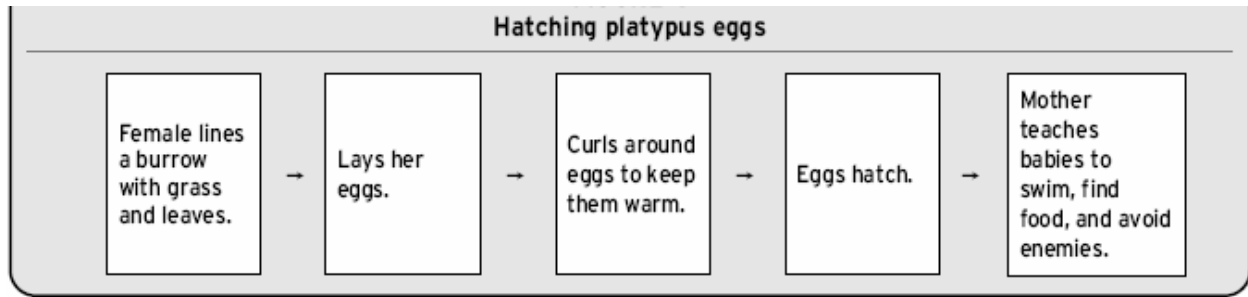 Hatching platypus eggs
Female lines
a burrow
with grass
and leaves.
→
Lays her
eggs.
→
Curls around
eggs to keep
them warm.
→
Eggs hatch.
→
Mother
teaches
babies to
swim, find
food, and avoid
enemies.